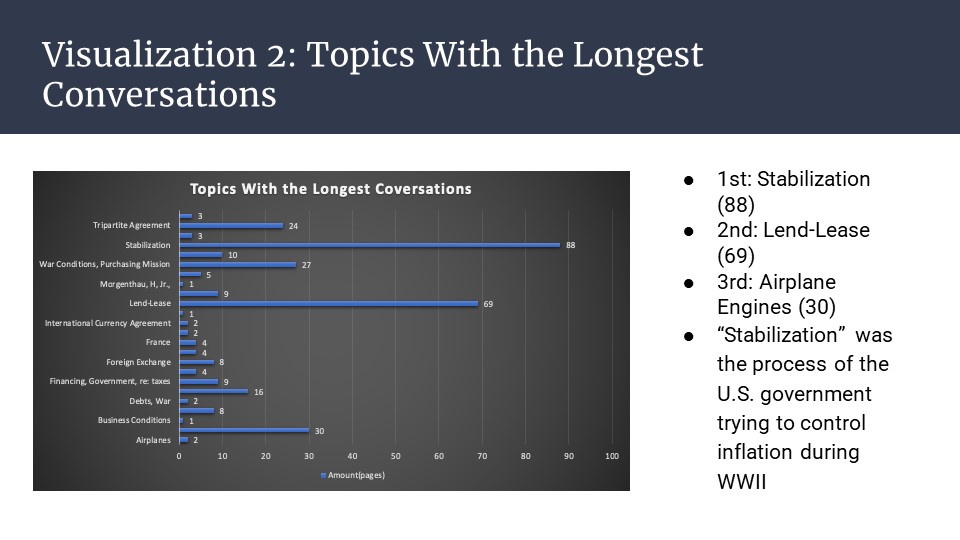 Visualization 2: Topics With the Longest
Conversations
Topics With the Longest Coversations
3
Tripartite Agreement 24
3
Stabilization 88
10
War Conditions, Purchasing Mission 27
5
Morgenthau, H, Jr., 1
9
Lend-Lease 69
1
International Currency Agreement 2
2
France 4
4
Foreign Exchange 8
4
Financing, Government, re: taxes 9
16
Debts, War 2
8
Business Conditions 1
30
Airplanes 2
0 10 20 30 40 50 60 70 80 90 100
Amount(pages)
● 1st: Stabilization
(88)
● 2nd: Lend-Lease
(69)
● 3rd: Airplane
Engines (30)
● “Stabilization” was
the process of the
U.S. government
trying to control
inflation during
WWII